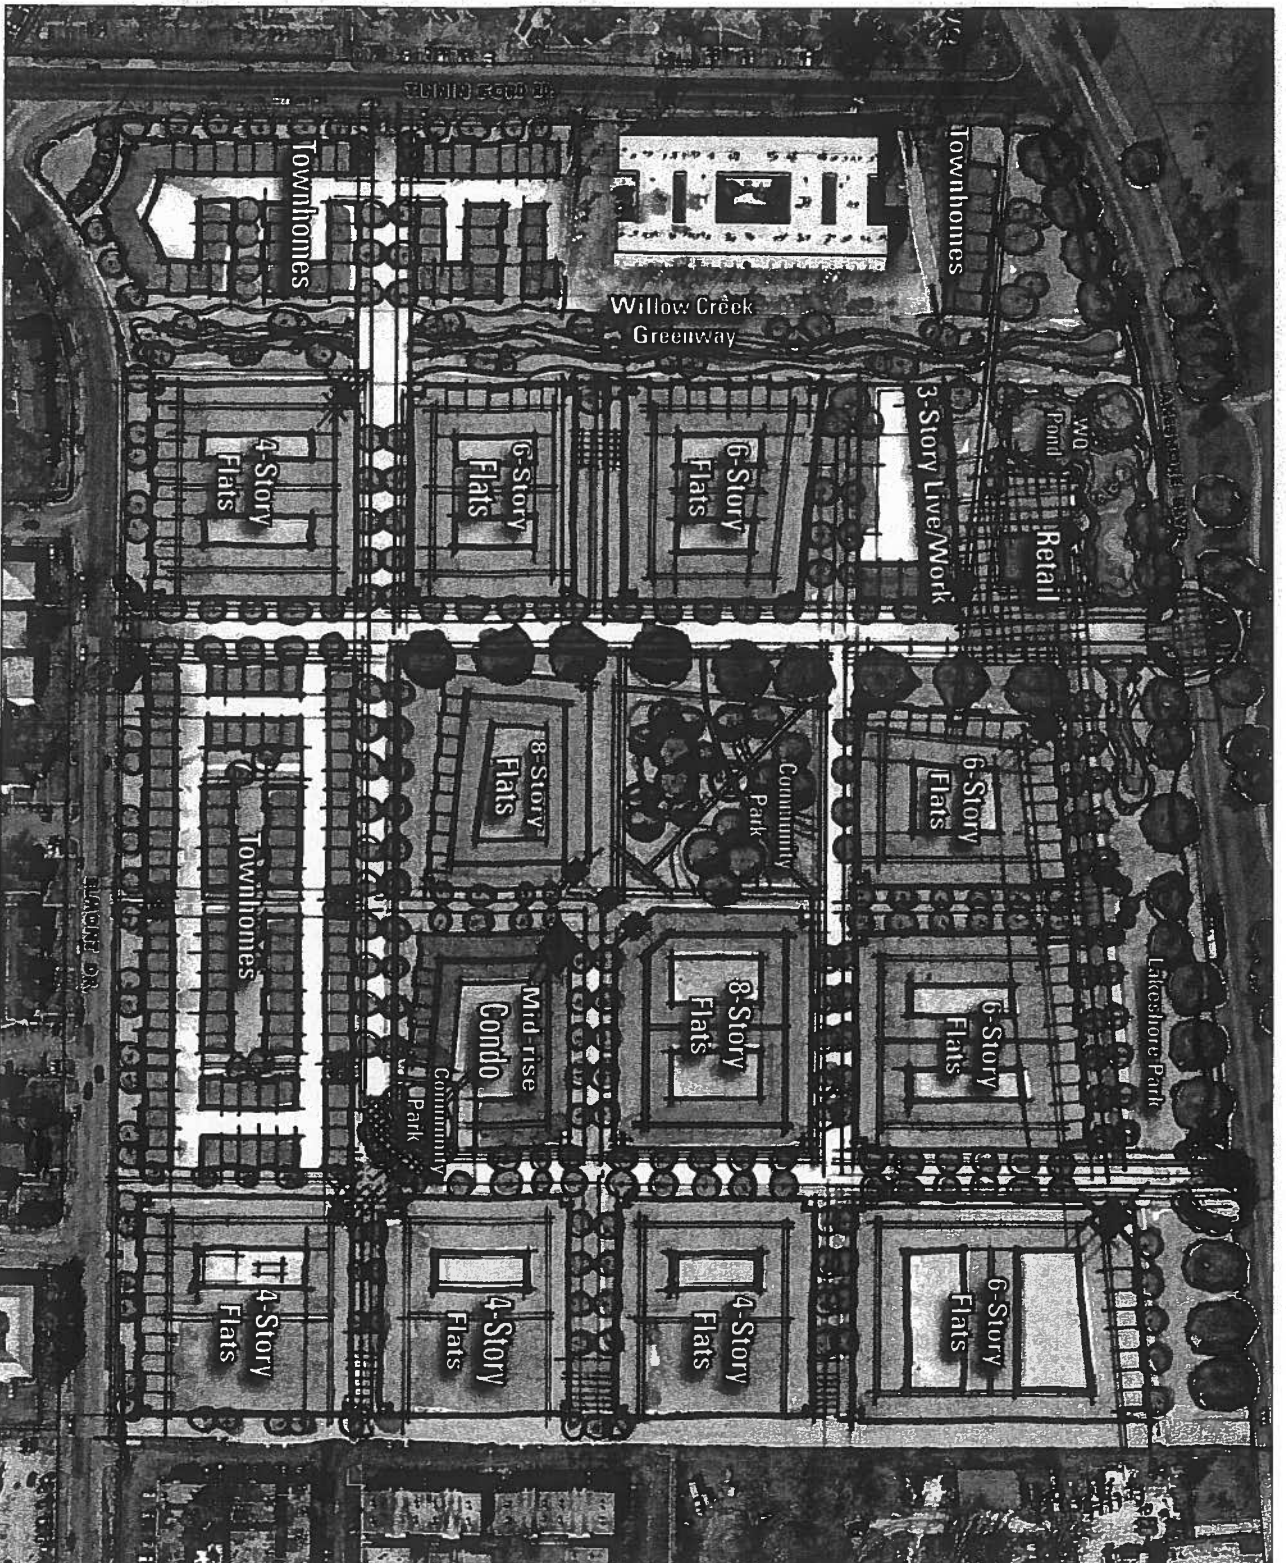 Townhomes
Willow Creek
Greenway
Townhomes
4-Story
Flats
6-Story
Flats
6-Story
Flats
3-Story Live/Work
WQ
Pond
Retail
Townhomes
8-Story
Flats
Community
Park
6-Story
Flats
Mid-rise
Condo
Community
Park
8-Story
Flats
6-Story
Flats
Lakeshore Park
4-Story
Flats
4-Story
Flats
4-Story
Flats
6-Story
Flats